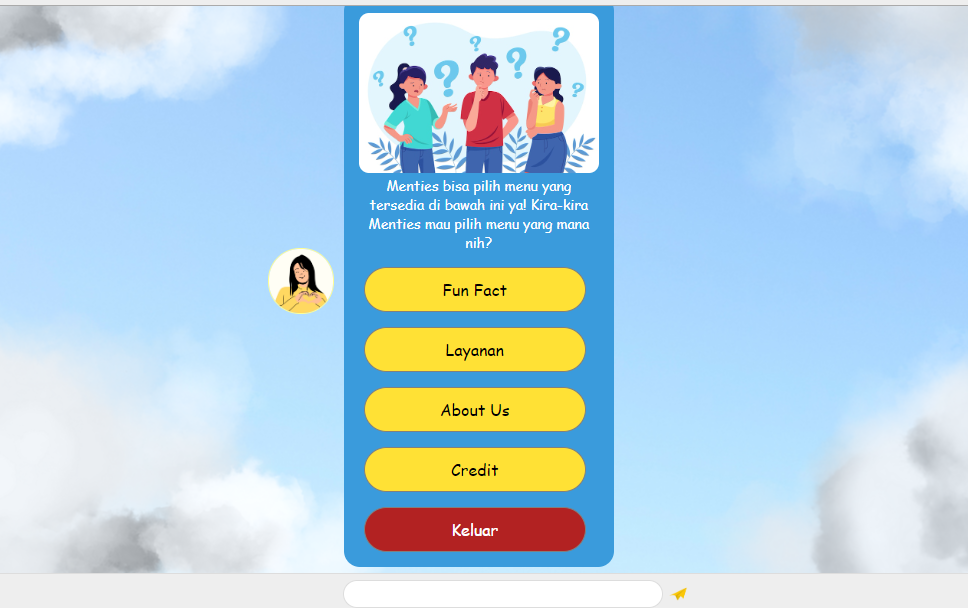 Menties bisa pilih menu yang
tersedia di bawah ini ya! Kira-kira
Menties mau pilih menu yang mana
nih?
Fun Fact
Layanan
About Us
Credit
Keluar